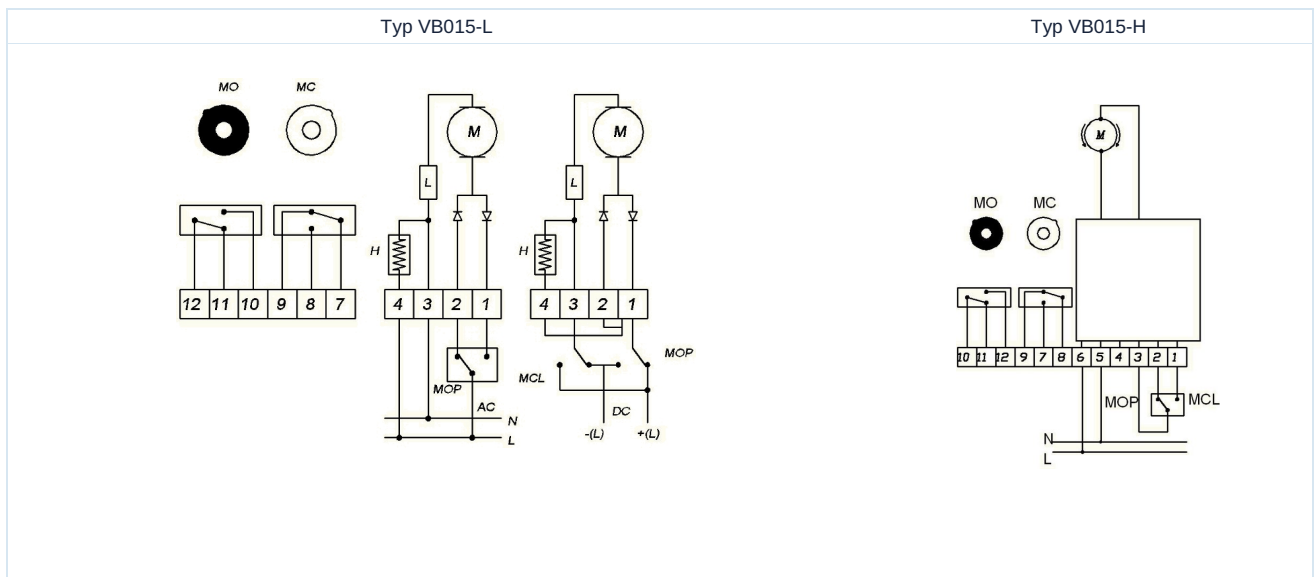 Typ VB015-L
Typ VB015-H
MO MC
M
L
H
12 11 10 9 8 7
4 3 2 1
MOP
AC
N
L
M
L
H
4 3 2 1
MOP
MCL
DC
-(L) +(L)
M
MO MC
10 11 12 9 7 8 6 5 4 3 2 1
MOP MCL
N
L